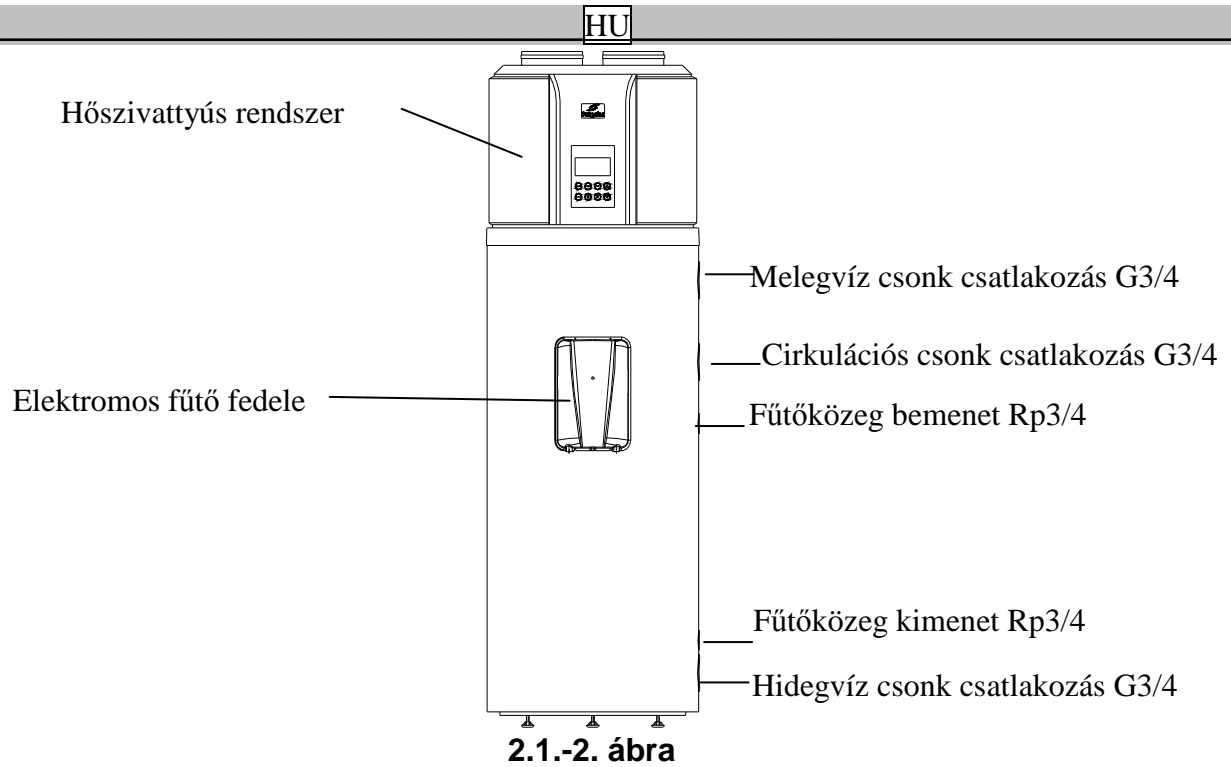 HU
Hőszivattyús rendszer
Melegvíz csonk csatlakozás G3/4
Cirkulációs csonk csatlakozás G3/4
Elektromos fűtő fedele
Fűtőközeg bemenet Rp3/4
Fűtőközeg kimenet Rp3/4
Hidegvíz csonk csatlakozás G3/4
2.1.-2. ábra